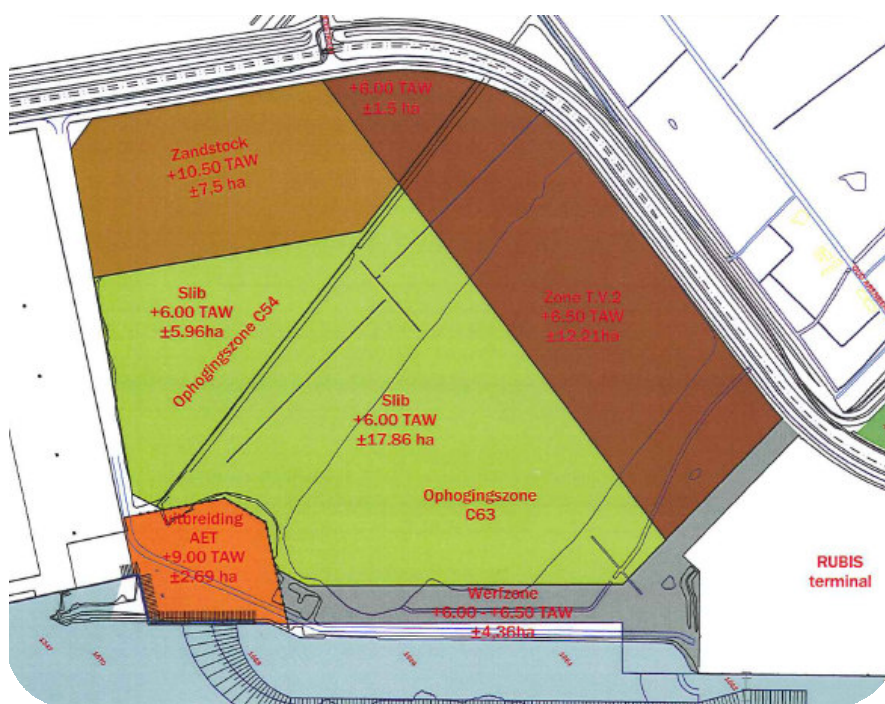 +8.00 TAW
±1.5 ha
Zandstock
+10.50 TAW
±7,5 ha
Slib
+6.00 TAW
±5.96ha
Ophogingszone C54
Zone T.V.2
+6.50 TAW
±12.21ha
Slib
+6.00 TAW
±17.86 ha
Ophogingszone
C63
Uitbreiding
AET
+9.00 TAW
±2.69 ha
Werfzone
+6.00 - +6.50 TAW
±4,36ha
RUBIS
terminal